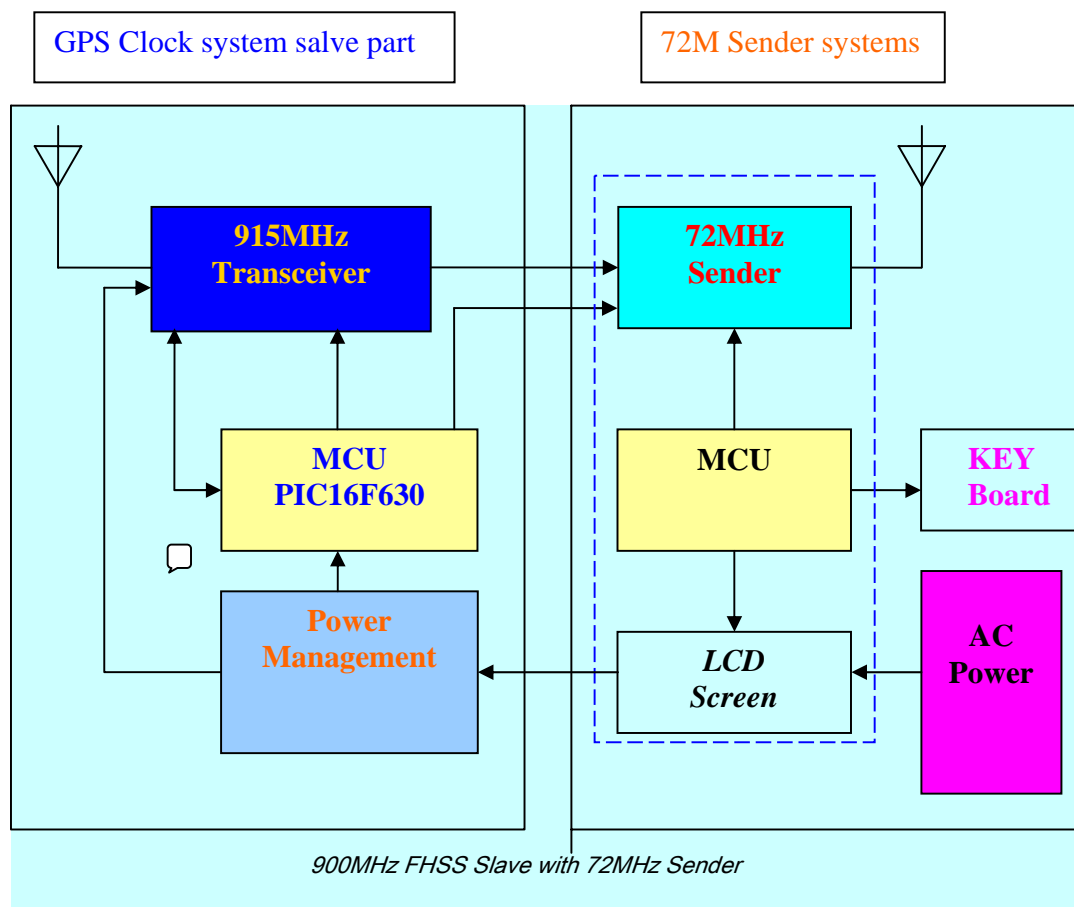 GPS Clock system salve part
72M Sender systems
915MHz
Transceiver
72MHz
Sender
MCU
PIC16F630
MCU
KEY
Board
Power
Management
LCD
Screen
AC
Power
900MHz FHSS Slave with 72MHz Sender